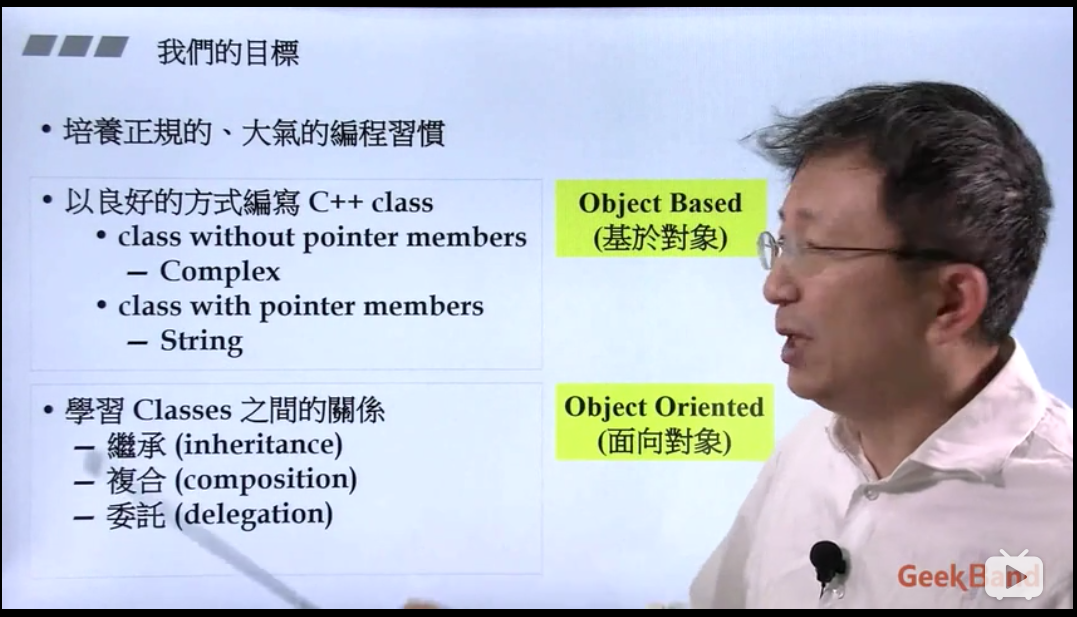 我們的目標
• 培養正規的、大氣的編程習慣
• 以良好的方式編寫 C++ class
• class without pointer members
– Complex
• class with pointer members
– String
Object Based
(基於對象)
• 學習 Classes 之間的關係
– 繼承 (inheritance)
– 複合 (composition)
– 委託 (delegation)
Object Oriented
(面向對象)
GeekBand